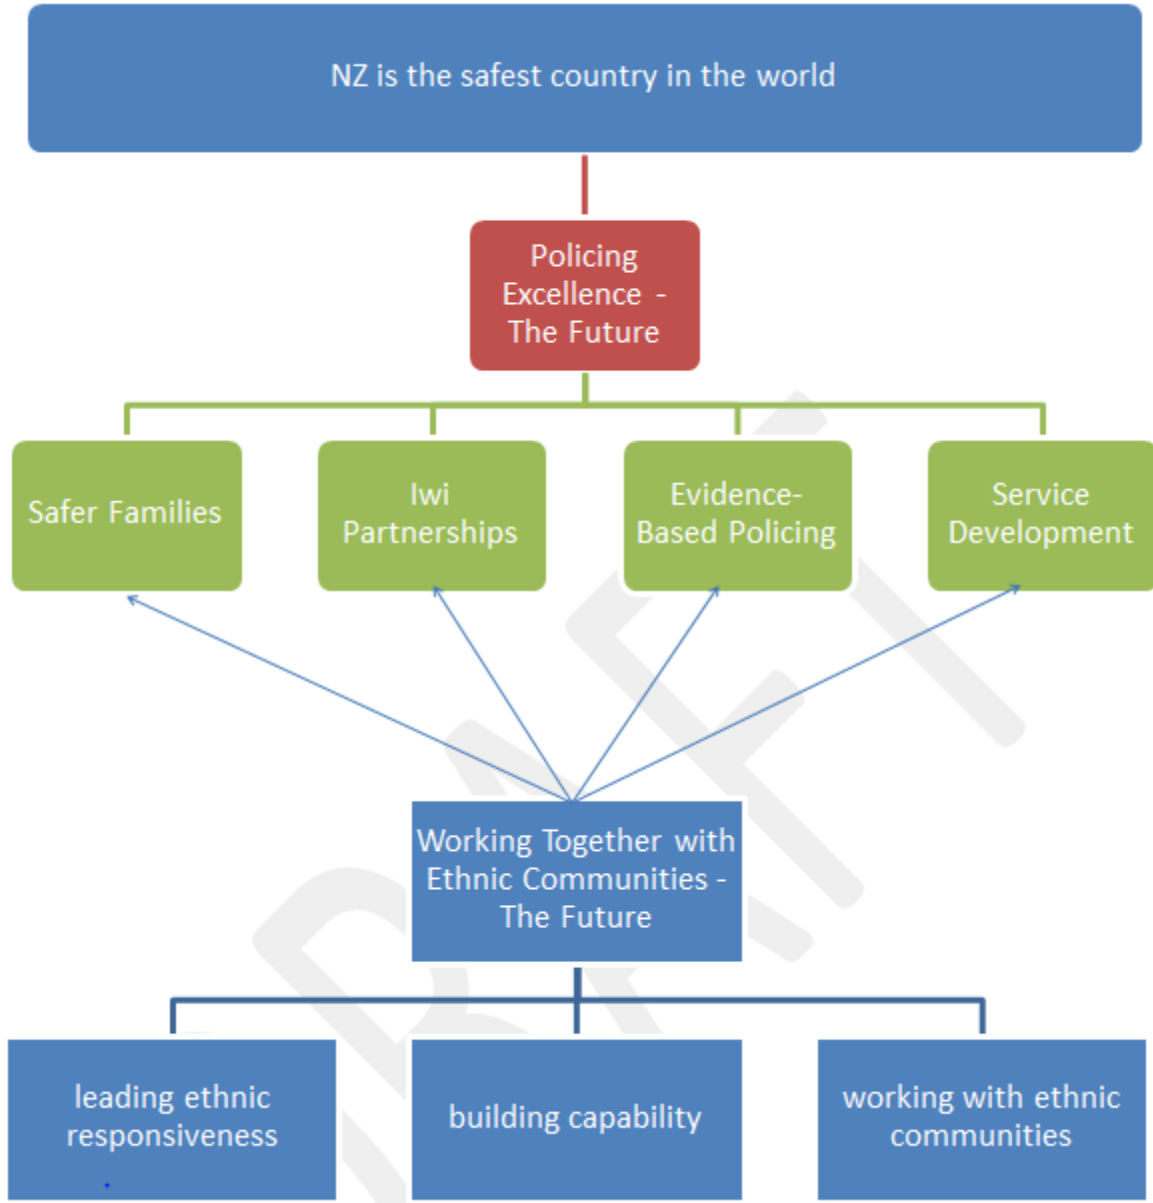 NZ is the safest country in the world
Policing
Excellence -
The Future
Safer Families
Iwi
Partnerships
Evidence-
Based Policing
Service
Development
Working Together with
Ethnic Communities -
The Future
leading ethnic
responsiveness
building capability
working with ethnic
communities
DRAFT